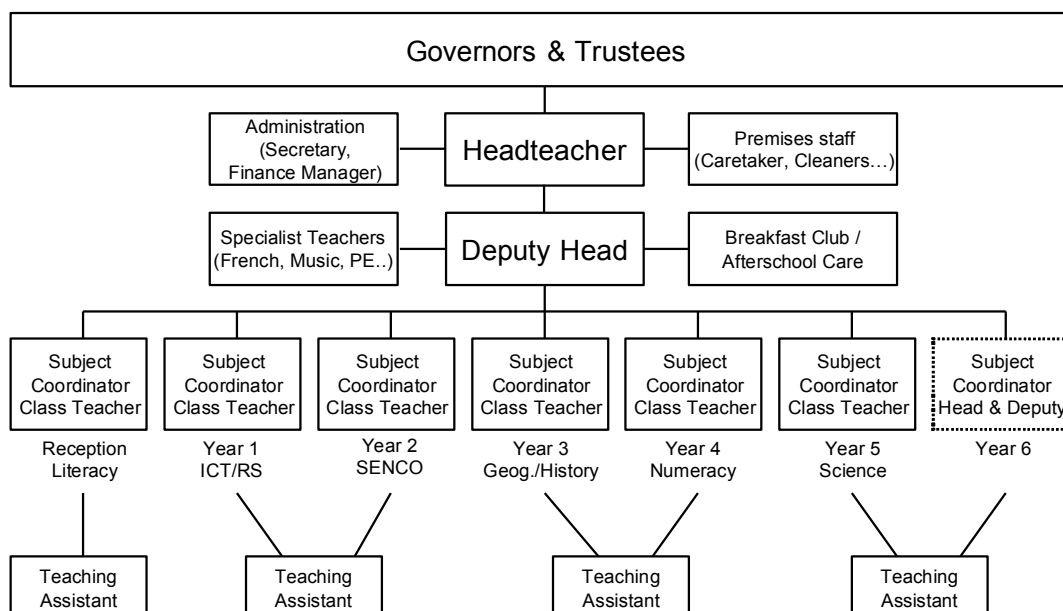 Governors & Trustees
Administration
(Secretary,
Finance Manager)
Headteacher
Premises staff
(Caretaker, Cleaners…)
Specialist Teachers
(French, Music, PE..)
Deputy Head
Breakfast Club /
Afterschool Care
Subject
Coordinator
Class Teacher
Subject
Coordinator
Class Teacher
Subject
Coordinator
Class Teacher
Subject
Coordinator
Class Teacher
Subject
Coordinator
Class Teacher
Subject
Coordinator
Class Teacher
Subject
Coordinator
Head & Deputy
Reception
Literacy
Year 1
ICT/RS
Year 2
SENCO
Year 3
Geog./History
Year 4
Numeracy
Year 5
Science
Year 6
Teaching
Assistant
Teaching
Assistant
Teaching
Assistant
Teaching
Assistant